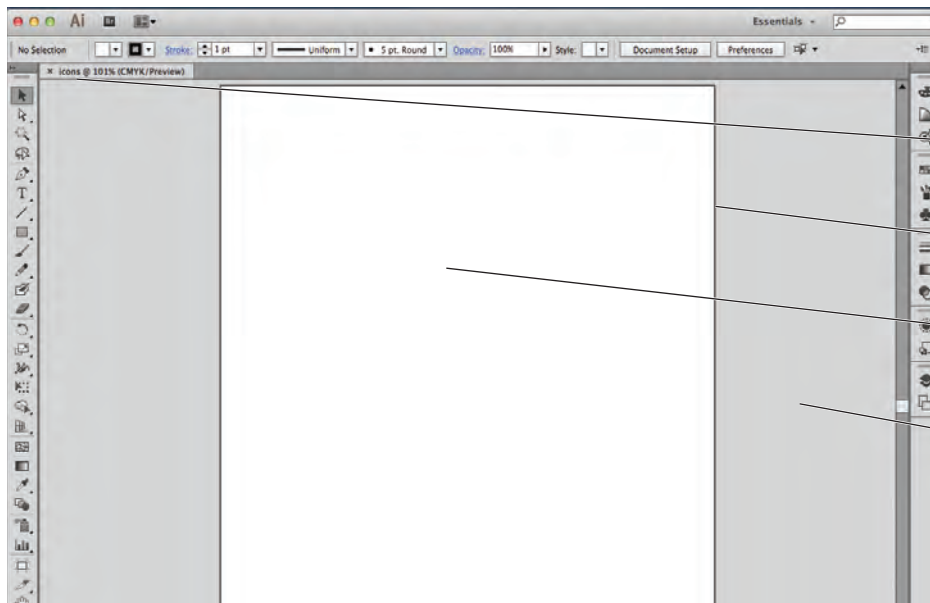 Ai Br Essentials
No Selection Stroke: 1 pt Uniform 5 pt. Round Opacity: 100% Style: Document Setup Preferences
× icons @ 101% (CMYK/Preview)
T